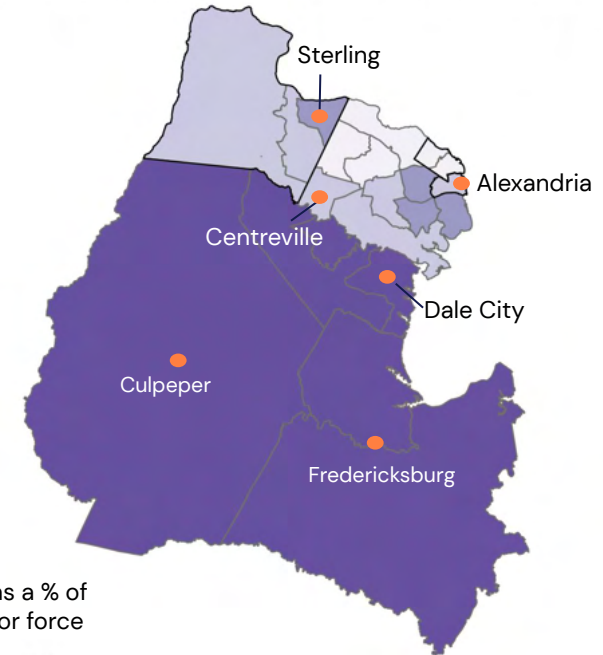 Sterling
Alexandria
Centreville
Dale City
Culpeper
Fredericksburg
as a % of
or force